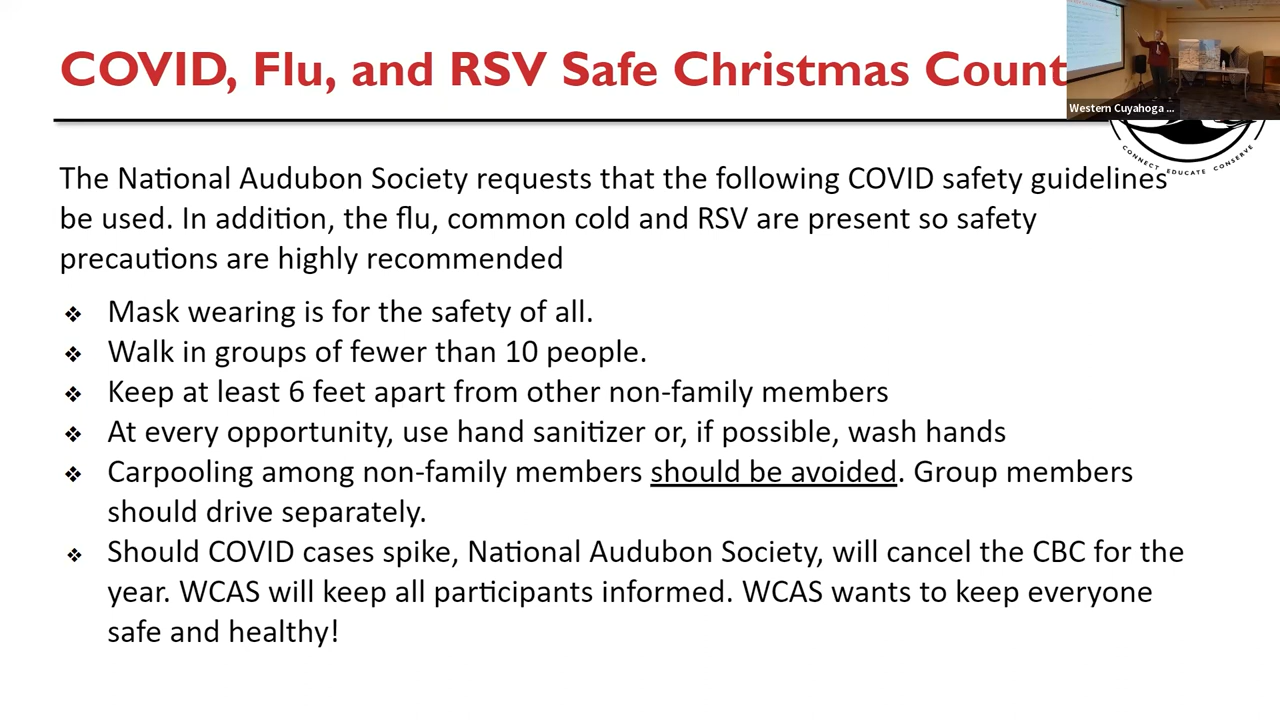 COVID, Flu, and RSV Safe Christmas Count
Western Cuyahoga ...
CONNECT EDUCATE CONSERVE
The National Audubon Society requests that the following COVID safety guidelines
be used. In addition, the flu, common cold and RSV are present so safety
precautions are highly recommended
❖ Mask wearing is for the safety of all.
❖ Walk in groups of fewer than 10 people.
❖ Keep at least 6 feet apart from other non-family members
❖ At every opportunity, use hand sanitizer or, if possible, wash hands
❖ Carpooling among non-family members should be avoided. Group members
should drive separately.
❖ Should COVID cases spike, National Audubon Society, will cancel the CBC for the
year. WCAS will keep all participants informed. WCAS wants to keep everyone
safe and healthy!